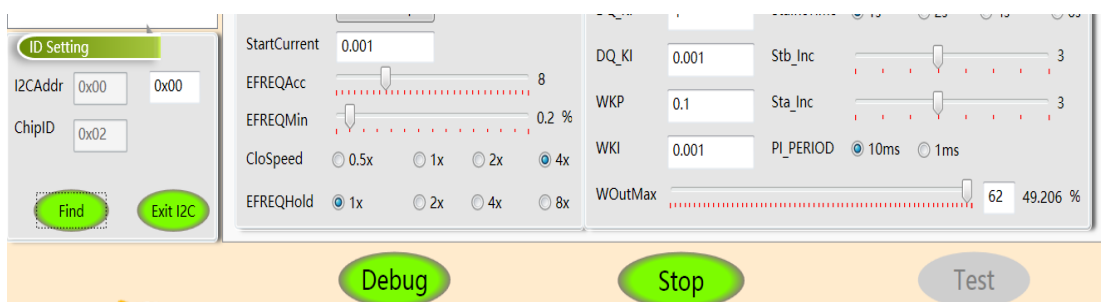 ID Setting
I2CAddr 0x00 0x00
ChipID 0x02
Find Exit I2C
StartCurrent 0.001
EFREQAcc 8
EFREQMin 0.2 %
CloSpeed 0.5x 1x 2x 4x
EFREQHold 1x 2x 4x 8x
DQ_KI 0.001 Stb_Inc 3
WKP 0.1 Sta_Inc 3
WKI 0.001 PI_PERIOD 10ms 1ms
WOutMax 62 49.206 %
Debug Stop Test